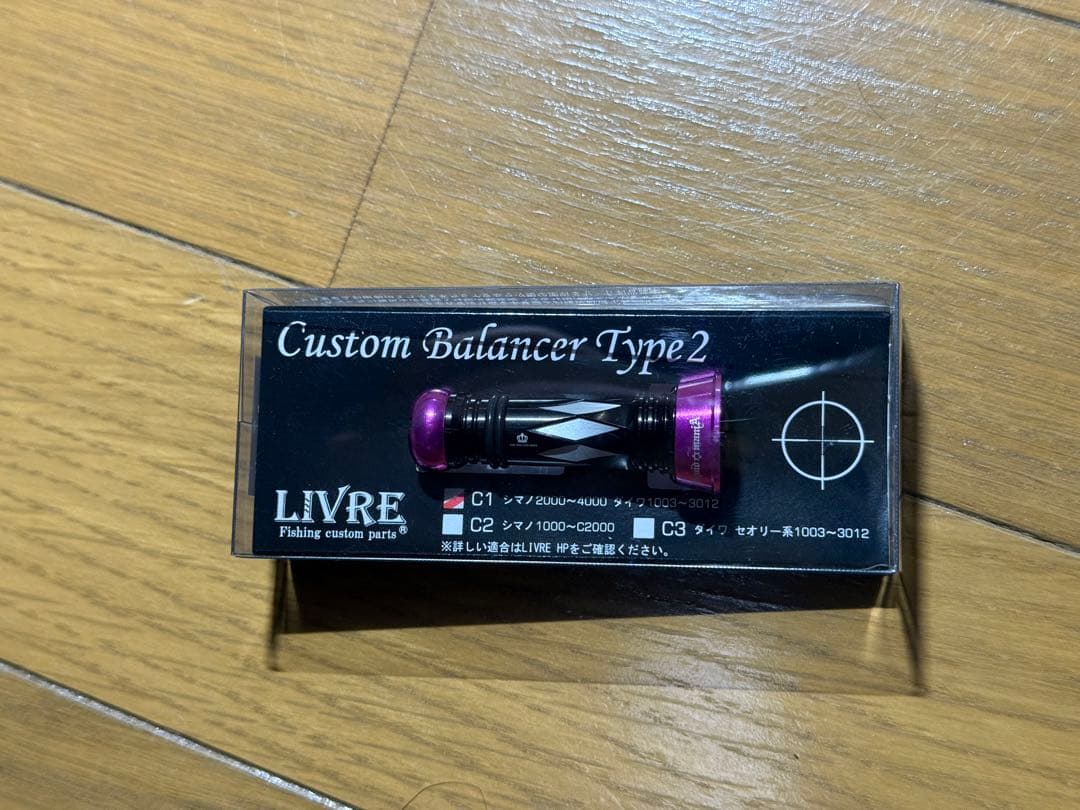 Custom Balancer Type 2
LIVRE®
Fishing custom parts
C1 シマノ2000〜4000 ダイワ1003〜3012
C2 シマノ1000〜C2000
C3 ダイワ セオリー系1003〜3012
※詳しい適合はLIVRE HPをご確認ください。